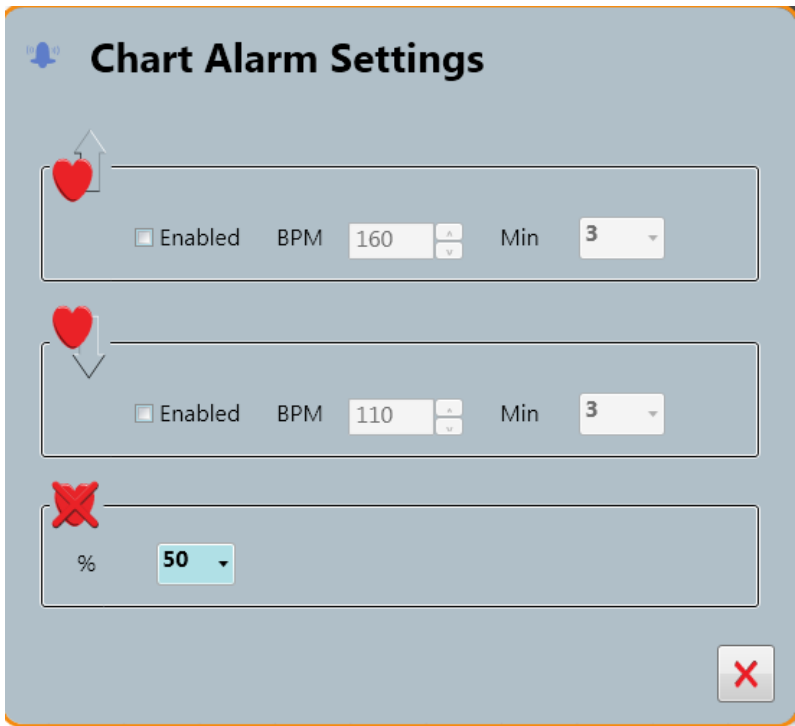 Chart Alarm Settings
Enabled BPM 160 Min 3
Enabled BPM 110 Min 3
% 50